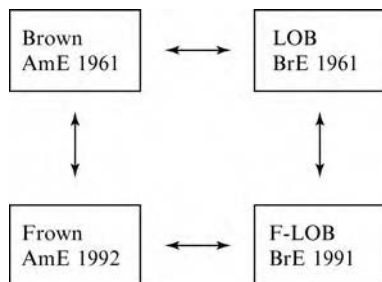 Brown
AmE 1961
LOB
BrE 1961
Frown
AmE 1992
F-LOB
BrE 1991